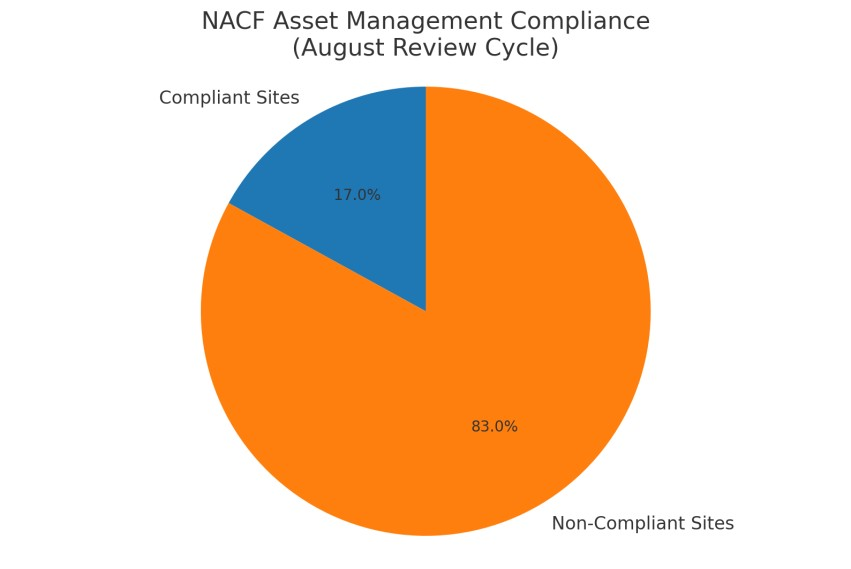 NACF Asset Management Compliance
(August Review Cycle)
Compliant Sites
17.0%
83.0%
Non-Compliant Sites